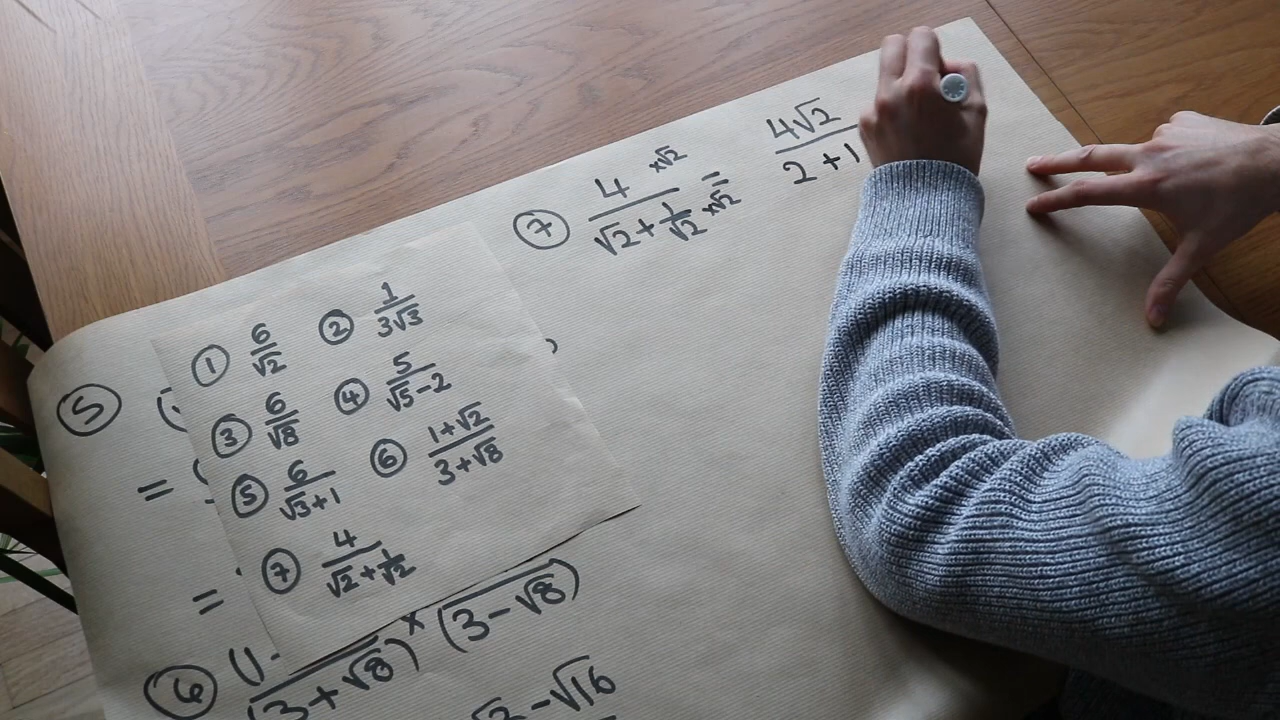 ⑦ 4 ×√2 / √2 + 1/√2 ×√2 = 4√2 / 2 + 1
① 6/√2 ② 1/3√3
③ 6/√8 ④ 5/√5-2
⑤ 6/√3+1 ⑥ 1+√2/3+√8
⑦ 4/√2+1/√2
⑤ (
= (
=
⑥ (1
(3+√8) × (3-√8)
-√16